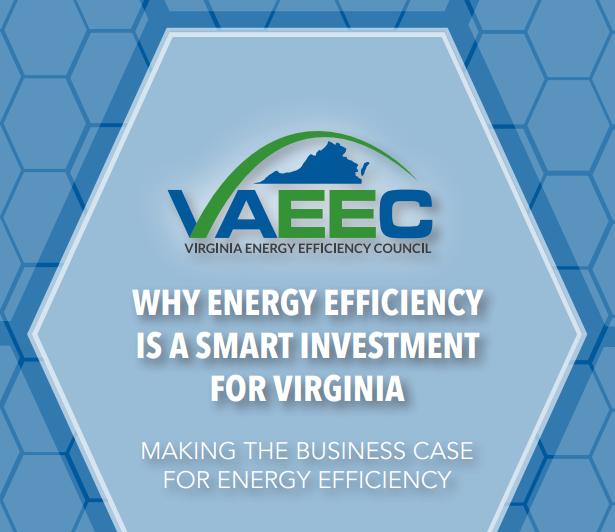 VAEEC
VIRGINIA ENERGY EFFICIENCY COUNCIL
WHY ENERGY EFFICIENCY
IS A SMART INVESTMENT
FOR VIRGINIA
MAKING THE BUSINESS CASE
FOR ENERGY EFFICIENCY